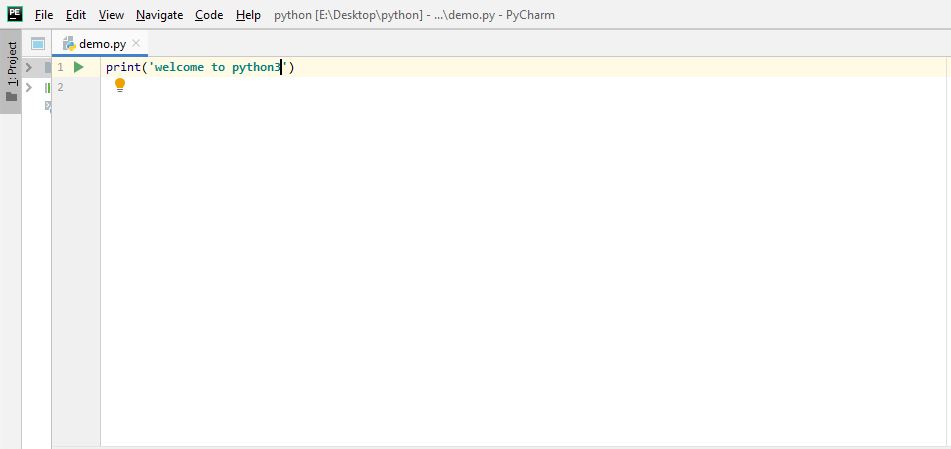 PE File Edit View Navigate Code Help python [E:\Desktop\python] - ...\demo.py - PyCharm
1: Project
demo.py
1 print('welcome to python3')
2